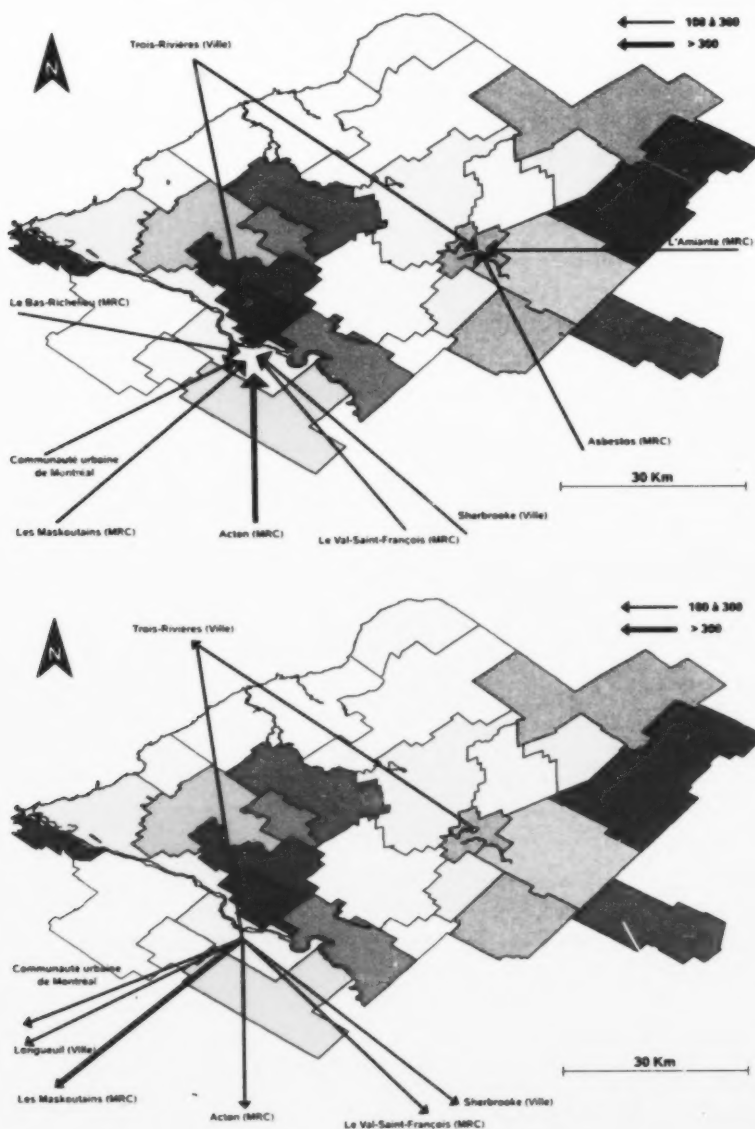 100 à 300
> 300
Trois-Rivières (Ville)
N
L'Amiante (MRC)
Le Bas-Richelieu (MRC)
Asbestos (MRC)
Communauté urbaine
de Montréal
30 Km
Sherbrooke (Ville)
Les Maskoutains (MRC)
Acton (MRC)
Le Val-Saint-François (MRC)
100 à 300
> 300
Trois-Rivières (Ville)
N
Communauté urbaine
de Montréal
Longueuil (Ville)
30 Km
Les Maskoutains (MRC)
Sherbrooke (Ville)
Acton (MRC)
Le Val-Saint-François (MRC)